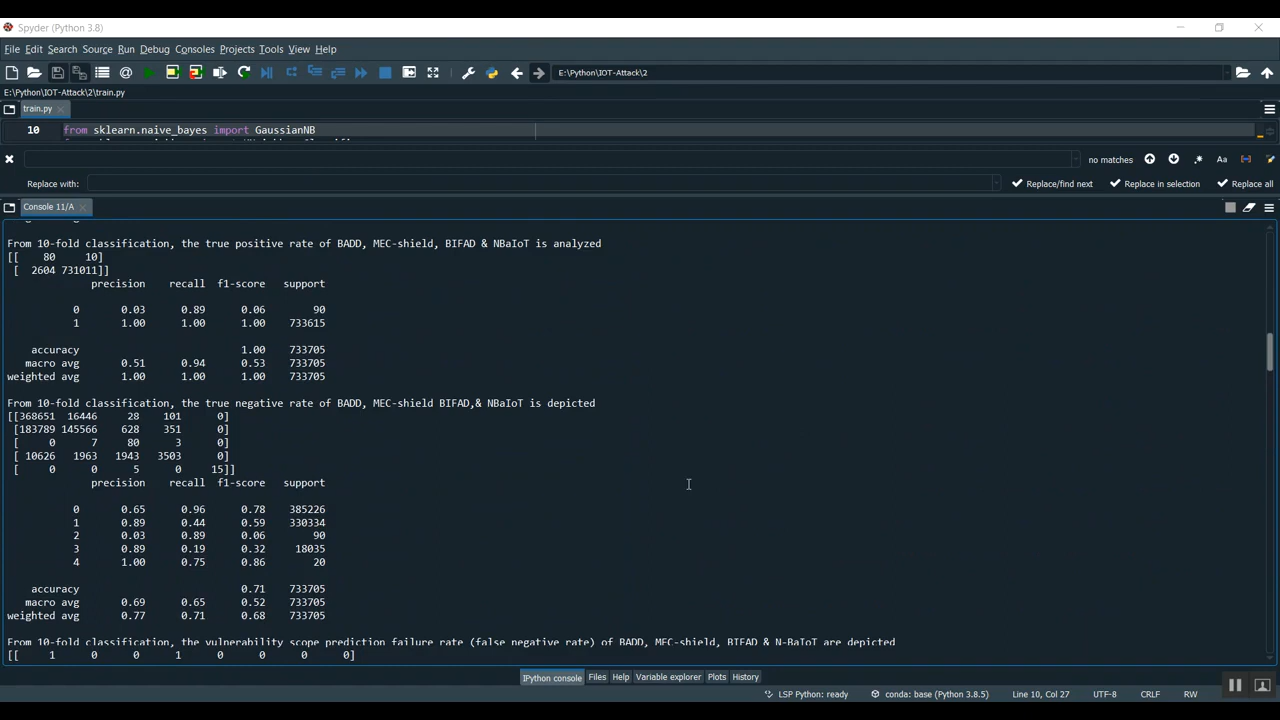 Spyder (Python 3.8)
File Edit Search Source Run Debug Consoles Projects Tools View Help
E:\Python\IOT-Attack\2
E:\Python\IOT-Attack\2\train.py
train.py
10 from sklearn.naive_bayes import GaussianNB
no matches
Aa
Replace with:
Replace/find next Replace in selection Replace all
Console 11/A
From 10-fold classification, the true positive rate of BADD, MEC-shield, BIFAD & NBaIoT is analyzed
[[ 80 10]
[ 2604 731011]]
precision recall f1-score support
0 0.03 0.89 0.06 90
1 1.00 1.00 1.00 733615
accuracy 1.00 733705
macro avg 0.51 0.94 0.53 733705
weighted avg 1.00 1.00 1.00 733705
From 10-fold classification, the true negative rate of BADD, MEC-shield BIFAD,& NBaIoT is depicted
[[368651 16446 28 101 0]
[183789 145566 628 351 0]
[ 0 7 80 3 0]
[ 10626 1963 1943 3503 0]
[ 0 0 5 0 15]]
precision recall f1-score support
0 0.65 0.96 0.78 385226
1 0.89 0.44 0.59 330334
2 0.03 0.89 0.06 90
3 0.89 0.19 0.32 18035
4 1.00 0.75 0.86 20
accuracy 0.71 733705
macro avg 0.69 0.65 0.52 733705
weighted avg 0.77 0.71 0.68 733705
From 10-fold classification, the vulnerability scope prediction failure rate (false negative rate) of BADD, MEC-shield, BIFAD & N-BaIoT are depicted
[[ 1 0 0 1 0 0 0 0]
IPython console Files Help Variable explorer Plots History
LSP Python: ready conda: base (Python 3.8.5) Line 10, Col 27 UTF-8 CRLF RW